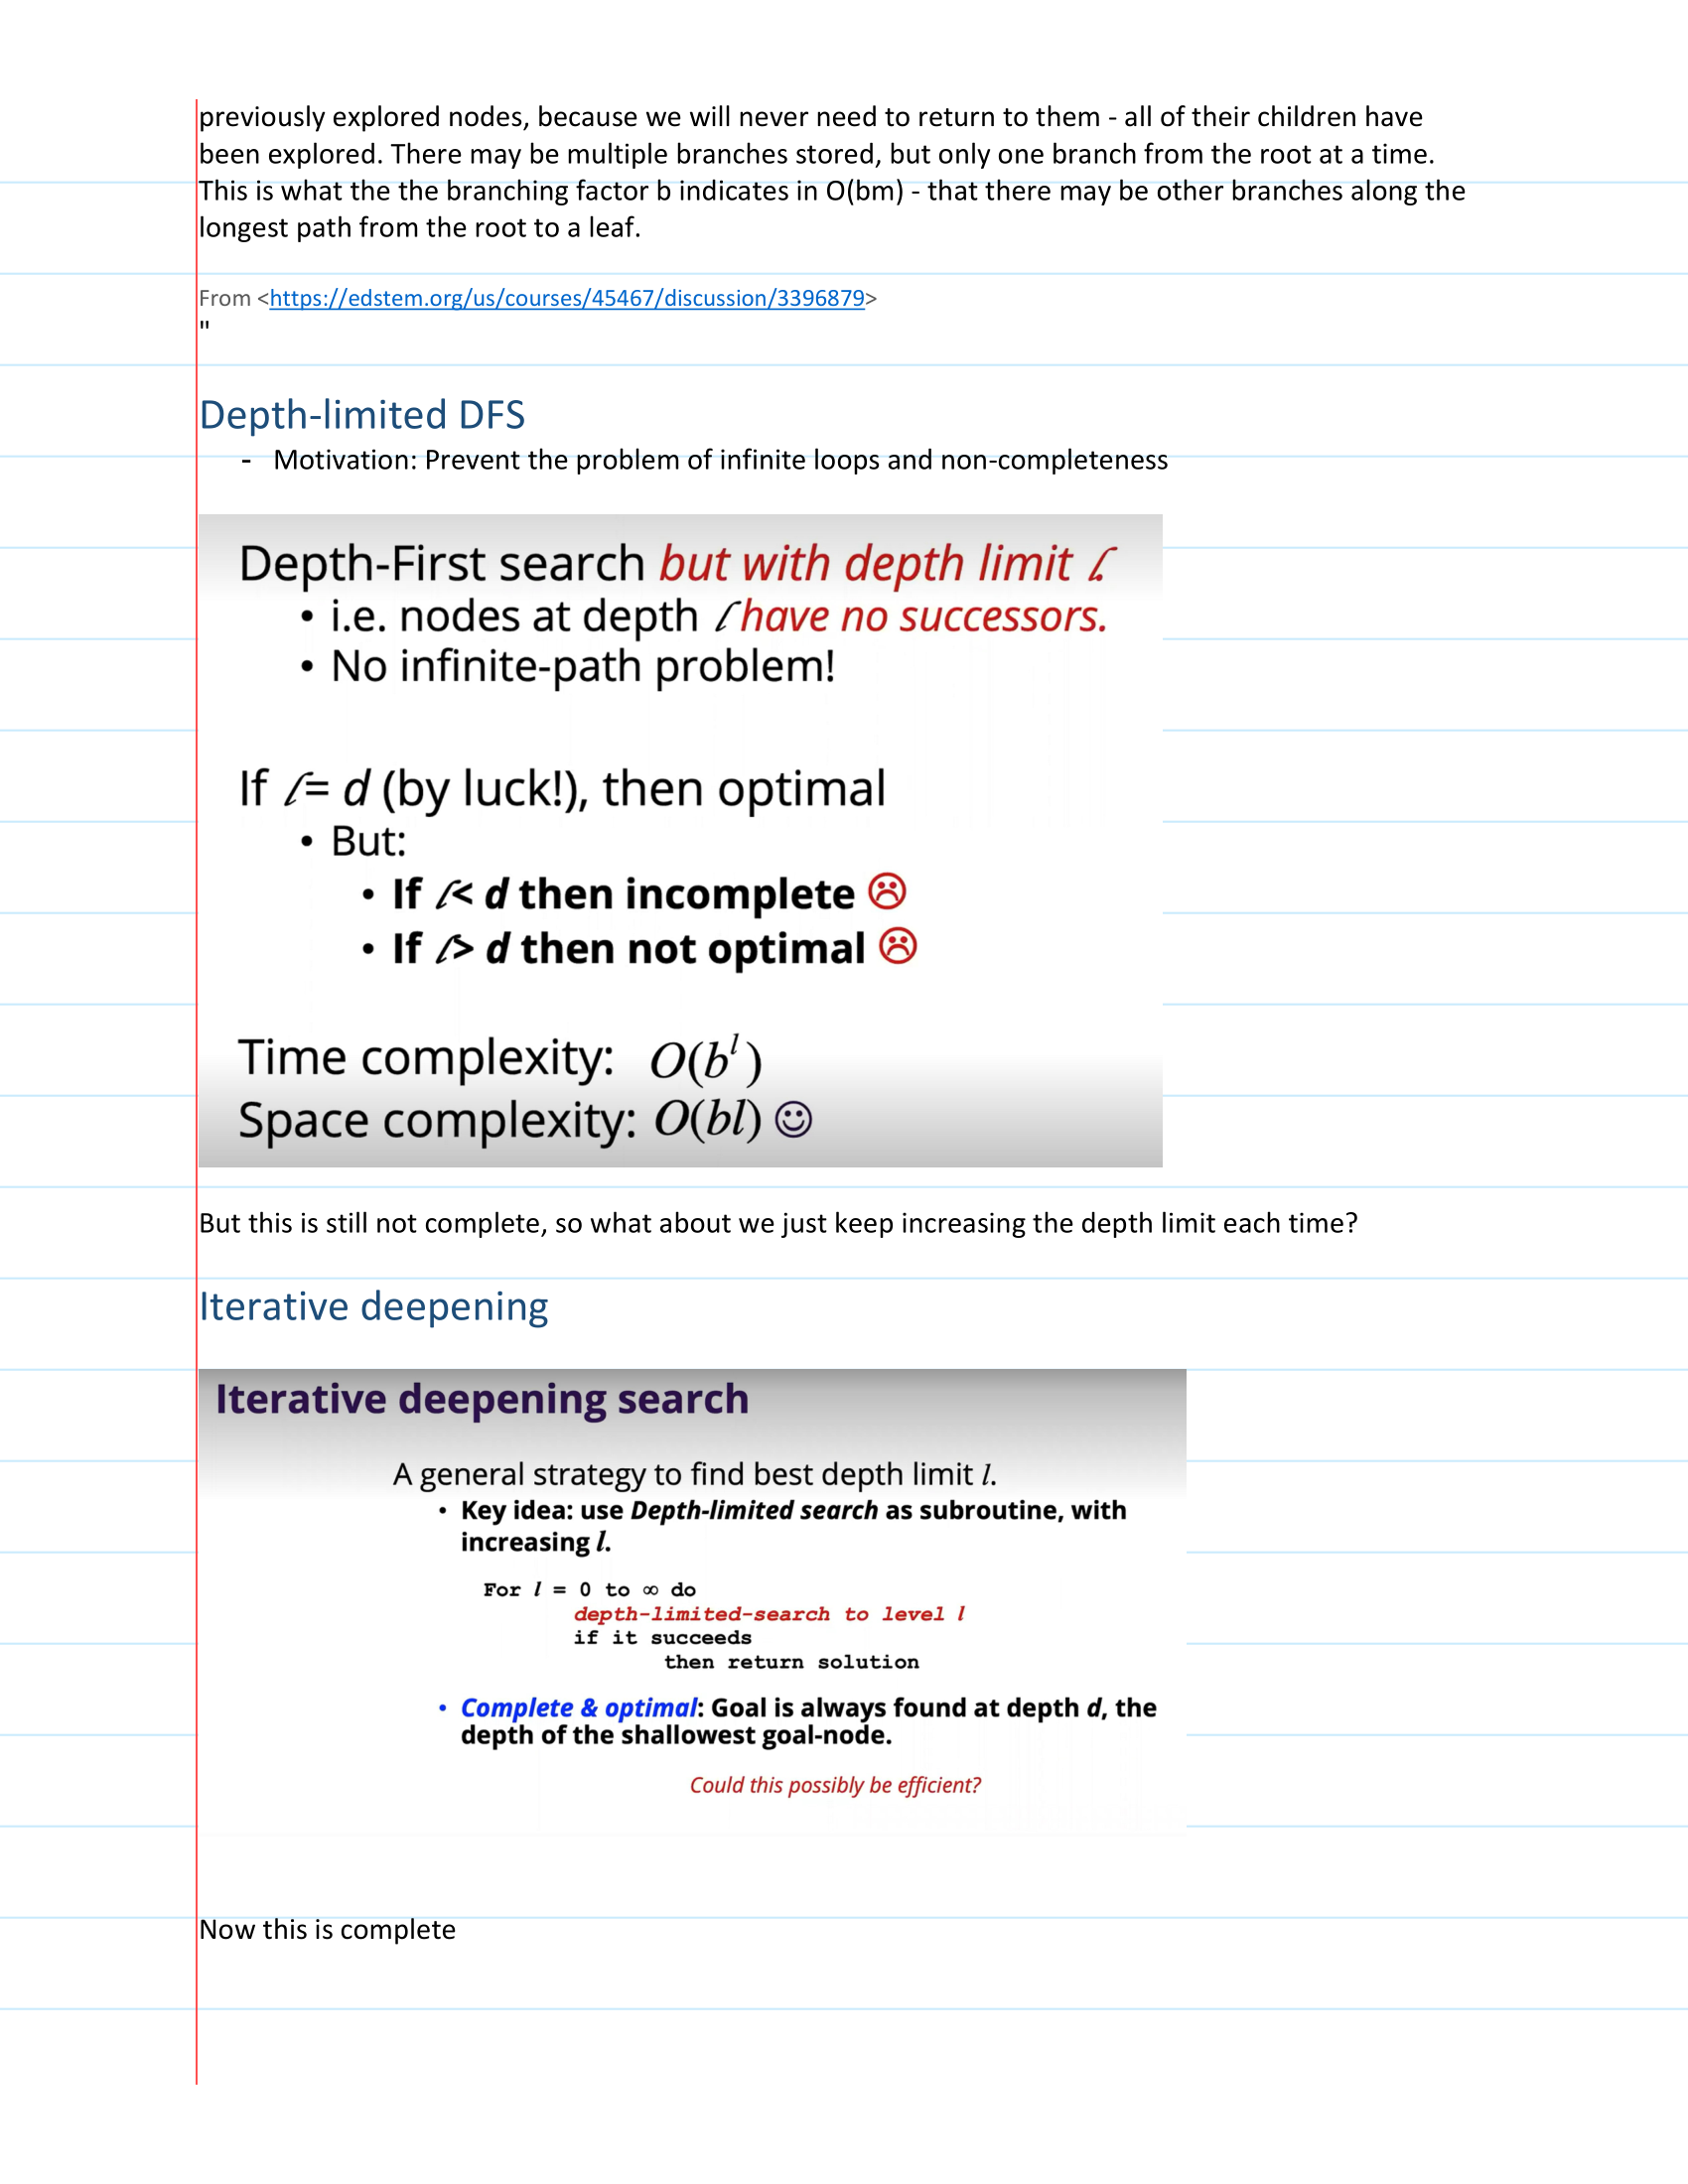 previously explored nodes, because we will never need to return to them - all of their children have
been explored. There may be multiple branches stored, but only one branch from the root at a time.
This is what the the branching factor b indicates in O(bm) - that there may be other branches along the
longest path from the root to a leaf.
From <https://edstem.org/us/courses/45467/discussion/3396879>
"
Depth-limited DFS
- Motivation: Prevent the problem of infinite loops and non-completeness
Depth-First search but with depth limit l.
• i.e. nodes at depth l have no successors.
• No infinite-path problem!
If l= d (by luck!), then optimal
• But:
• If l< d then incomplete ☹
• If l> d then not optimal ☹
Time complexity: O(b^l)
Space complexity: O(bl) ☺
But this is still not complete, so what about we just keep increasing the depth limit each time?
Iterative deepening
Iterative deepening search
A general strategy to find best depth limit l.
• Key idea: use Depth-limited search as subroutine, with
increasing l.
For l = 0 to ∞ do
depth-limited-search to level l
if it succeeds
then return solution
• Complete & optimal: Goal is always found at depth d, the
depth of the shallowest goal-node.
Could this possibly be efficient?
Now this is complete